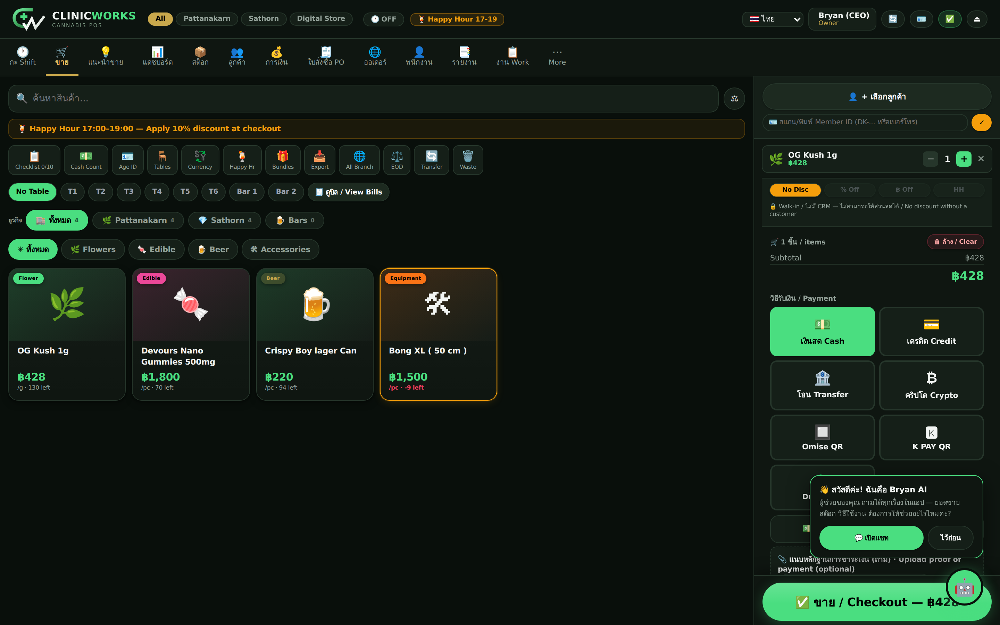 CLINICWORKS
CANNABIS POS
All
Pattanakarn
Sathorn
Digital Store
OFF
Happy Hour 17-19
ไทย
Bryan (CEO)
Owner
กะ Shift
ขาย
แนะนำขาย
แดชบอร์ด
สต็อก
ลูกค้า
การเงิน
ใบสั่งซื้อ PO
ออเดอร์
พนักงาน
รายงาน
งาน Work
More
ค้นหาสินค้า...
Happy Hour 17:00–19:00 — Apply 10% discount at checkout
Checklist 0/10
Cash Count
Age ID
Tables
Currency
Happy Hr
Bundles
Export
All Branch
EOD
Transfer
Waste
No Table
T1
T2
T3
T4
T5
T6
Bar 1
Bar 2
ดูบิล / View Bills
ธุรกิจ
ทั้งหมด 4
Pattanakarn 4
Sathorn 4
Bars 0
ทั้งหมด
Flowers
Edible
Beer
Accessories
Flower
OG Kush 1g
฿428
/g · 130 left
Edible
Devours Nano
Gummies 500mg
฿1,800
/pc · 70 left
Beer
Crispy Boy lager Can
฿220
/pc · 94 left
Equipment
Bong XL ( 50 cm )
฿1,500
/pc · -9 left
+ เลือกลูกค้า
สแกน/พิมพ์ Member ID (DK-... หรือเบอร์โทร)
OG Kush 1g
฿428
− 1 + ✕
No Disc
% Off
฿ Off
HH
Walk-in / ไม่มี CRM — ไม่สามารถให้ส่วนลดได้ / No discount without a
customer
1 ชิ้น / items
ล้าง / Clear
Subtotal
฿428
฿428
วิธีรับเงิน / Payment
เงินสด Cash
เครดิต Credit
โอน Transfer
คริปโต Crypto
Omise QR
K PAY QR
สวัสดีค่ะ! ฉันคือ Bryan AI
ผู้ช่วยของคุณ ถามได้ทุกเรื่องในแอป — ยอดขาย
สต๊อก วิธีใช้งาน ต้องการให้ช่วยอะไรไหมคะ?
เปิดแชท
ไว้ก่อน
แนบหลักฐานการชำระเงิน (ถ้ามี) · Upload proof of
payment (optional)
ขาย / Checkout — ฿428